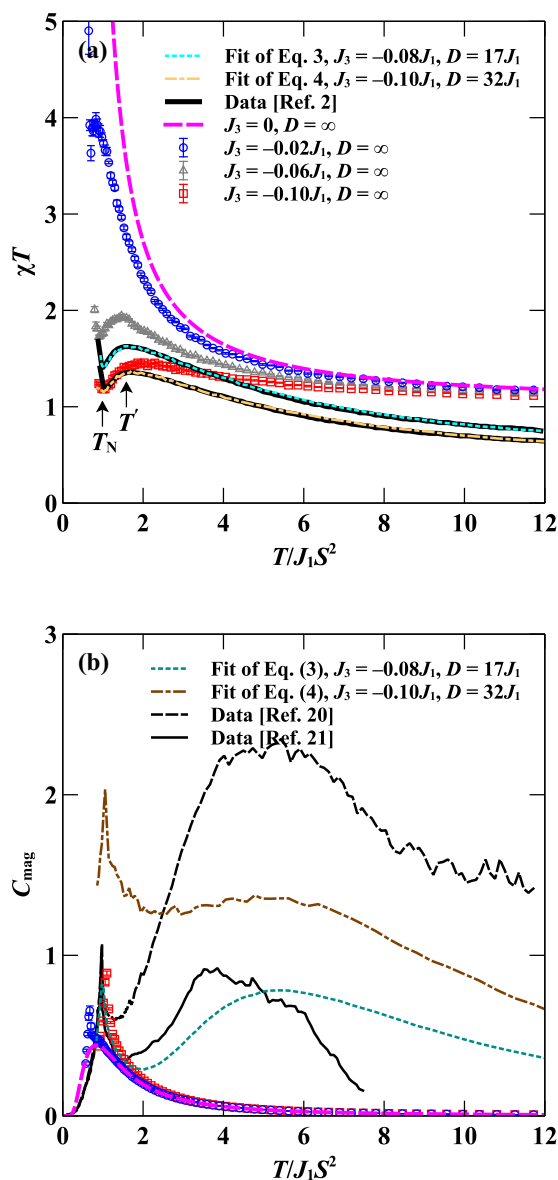 5
(a)
Fit of Eq. 3, J₃ = –0.08J₁, D = 17J₁
Fit of Eq. 4, J₃ = –0.10J₁, D = 32J₁
Data [Ref. 2]
J₃ = 0, D = ∞
J₃ = –0.02J₁, D = ∞
J₃ = –0.06J₁, D = ∞
J₃ = –0.10J₁, D = ∞
4
3
χT
2
1
T_N
T′
0
0 2 4 6 8 10 12
T/J₁S²
3
(b)
Fit of Eq. (3), J₃ = –0.08J₁, D = 17J₁
Fit of Eq. (4), J₃ = –0.10J₁, D = 32J₁
Data [Ref. 20]
Data [Ref. 21]
2
C_mag
1
0
0 2 4 6 8 10 12
T/J₁S²